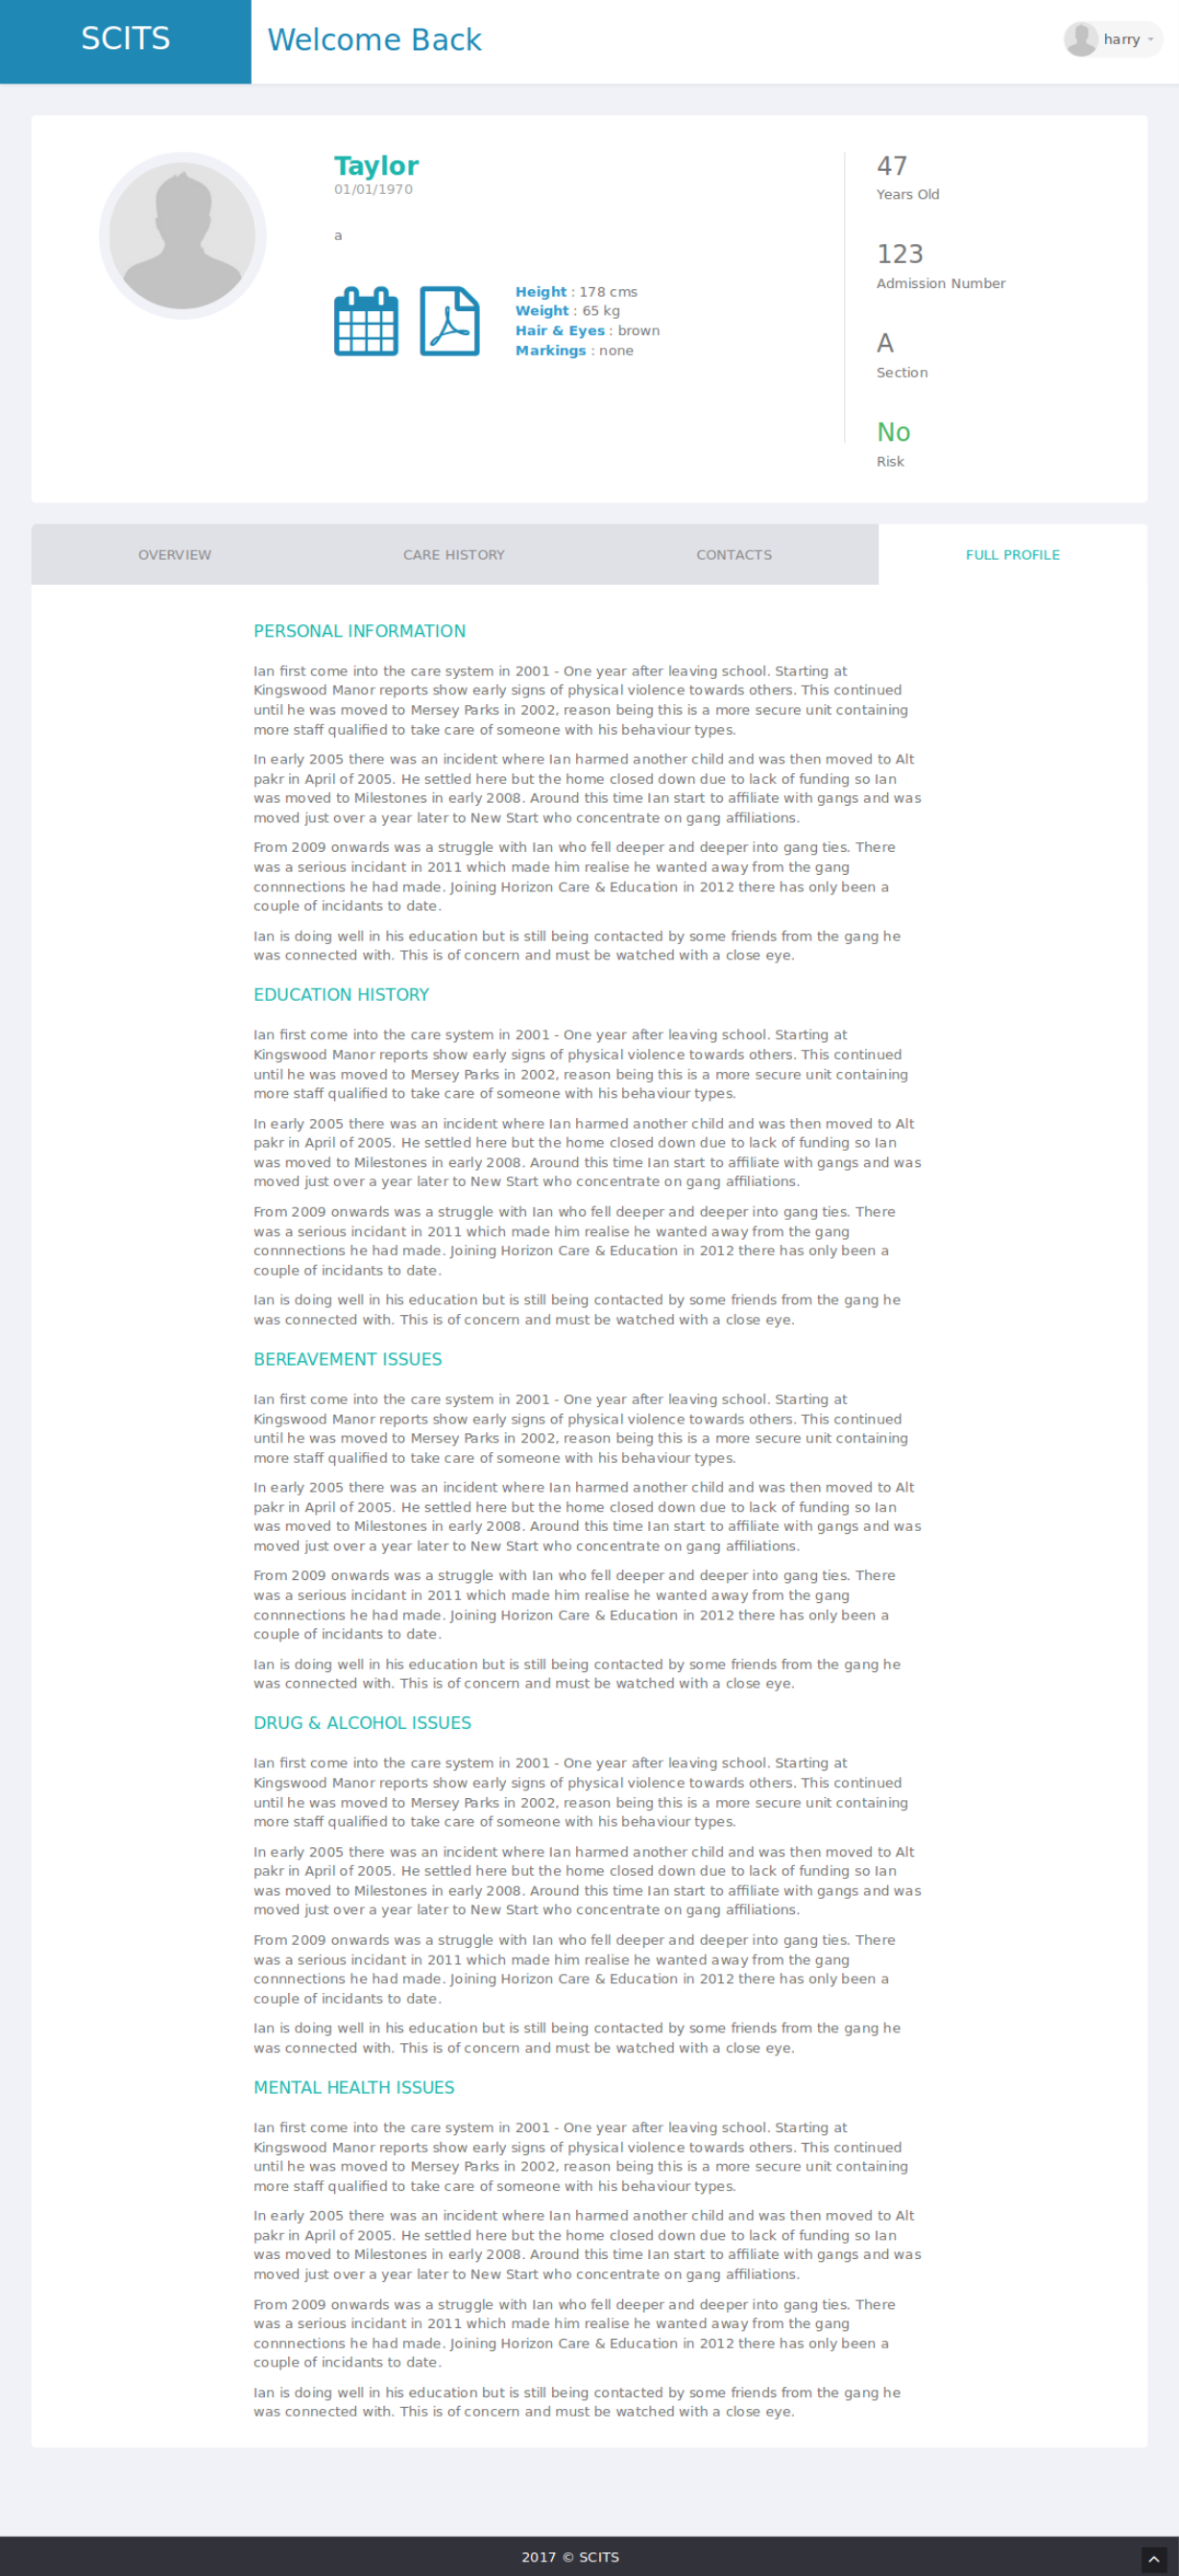 SCITS
Welcome Back
harry
Taylor
01/01/1970
a
Height : 178 cms
Weight : 65 kg
Hair & Eyes : brown
Markings : none
47
Years Old
123
Admission Number
A
Section
No
Risk
OVERVIEW
CARE HISTORY
CONTACTS
FULL PROFILE
PERSONAL INFORMATION
Ian first come into the care system in 2001 - One year after leaving school. Starting at
Kingswood Manor reports show early signs of physical violence towards others. This continued
until he was moved to Mersey Parks in 2002, reason being this is a more secure unit containing
more staff qualified to take care of someone with his behaviour types.
In early 2005 there was an incident where Ian harmed another child and was then moved to Alt
pakr in April of 2005. He settled here but the home closed down due to lack of funding so Ian
was moved to Milestones in early 2008. Around this time Ian start to affiliate with gangs and was
moved just over a year later to New Start who concentrate on gang affiliations.
From 2009 onwards was a struggle with Ian who fell deeper and deeper into gang ties. There
was a serious incidant in 2011 which made him realise he wanted away from the gang
connnections he had made. Joining Horizon Care & Education in 2012 there has only been a
couple of incidants to date.
Ian is doing well in his education but is still being contacted by some friends from the gang he
was connected with. This is of concern and must be watched with a close eye.
EDUCATION HISTORY
Ian first come into the care system in 2001 - One year after leaving school. Starting at
Kingswood Manor reports show early signs of physical violence towards others. This continued
until he was moved to Mersey Parks in 2002, reason being this is a more secure unit containing
more staff qualified to take care of someone with his behaviour types.
In early 2005 there was an incident where Ian harmed another child and was then moved to Alt
pakr in April of 2005. He settled here but the home closed down due to lack of funding so Ian
was moved to Milestones in early 2008. Around this time Ian start to affiliate with gangs and was
moved just over a year later to New Start who concentrate on gang affiliations.
From 2009 onwards was a struggle with Ian who fell deeper and deeper into gang ties. There
was a serious incidant in 2011 which made him realise he wanted away from the gang
connnections he had made. Joining Horizon Care & Education in 2012 there has only been a
couple of incidants to date.
Ian is doing well in his education but is still being contacted by some friends from the gang he
was connected with. This is of concern and must be watched with a close eye.
BEREAVEMENT ISSUES
Ian first come into the care system in 2001 - One year after leaving school. Starting at
Kingswood Manor reports show early signs of physical violence towards others. This continued
until he was moved to Mersey Parks in 2002, reason being this is a more secure unit containing
more staff qualified to take care of someone with his behaviour types.
In early 2005 there was an incident where Ian harmed another child and was then moved to Alt
pakr in April of 2005. He settled here but the home closed down due to lack of funding so Ian
was moved to Milestones in early 2008. Around this time Ian start to affiliate with gangs and was
moved just over a year later to New Start who concentrate on gang affiliations.
From 2009 onwards was a struggle with Ian who fell deeper and deeper into gang ties. There
was a serious incidant in 2011 which made him realise he wanted away from the gang
connnections he had made. Joining Horizon Care & Education in 2012 there has only been a
couple of incidants to date.
Ian is doing well in his education but is still being contacted by some friends from the gang he
was connected with. This is of concern and must be watched with a close eye.
DRUG & ALCOHOL ISSUES
Ian first come into the care system in 2001 - One year after leaving school. Starting at
Kingswood Manor reports show early signs of physical violence towards others. This continued
until he was moved to Mersey Parks in 2002, reason being this is a more secure unit containing
more staff qualified to take care of someone with his behaviour types.
In early 2005 there was an incident where Ian harmed another child and was then moved to Alt
pakr in April of 2005. He settled here but the home closed down due to lack of funding so Ian
was moved to Milestones in early 2008. Around this time Ian start to affiliate with gangs and was
moved just over a year later to New Start who concentrate on gang affiliations.
From 2009 onwards was a struggle with Ian who fell deeper and deeper into gang ties. There
was a serious incidant in 2011 which made him realise he wanted away from the gang
connnections he had made. Joining Horizon Care & Education in 2012 there has only been a
couple of incidants to date.
Ian is doing well in his education but is still being contacted by some friends from the gang he
was connected with. This is of concern and must be watched with a close eye.
MENTAL HEALTH ISSUES
Ian first come into the care system in 2001 - One year after leaving school. Starting at
Kingswood Manor reports show early signs of physical violence towards others. This continued
until he was moved to Mersey Parks in 2002, reason being this is a more secure unit containing
more staff qualified to take care of someone with his behaviour types.
In early 2005 there was an incident where Ian harmed another child and was then moved to Alt
pakr in April of 2005. He settled here but the home closed down due to lack of funding so Ian
was moved to Milestones in early 2008. Around this time Ian start to affiliate with gangs and was
moved just over a year later to New Start who concentrate on gang affiliations.
From 2009 onwards was a struggle with Ian who fell deeper and deeper into gang ties. There
was a serious incidant in 2011 which made him realise he wanted away from the gang
connnections he had made. Joining Horizon Care & Education in 2012 there has only been a
couple of incidants to date.
Ian is doing well in his education but is still being contacted by some friends from the gang he
was connected with. This is of concern and must be watched with a close eye.
2017 © SCITS